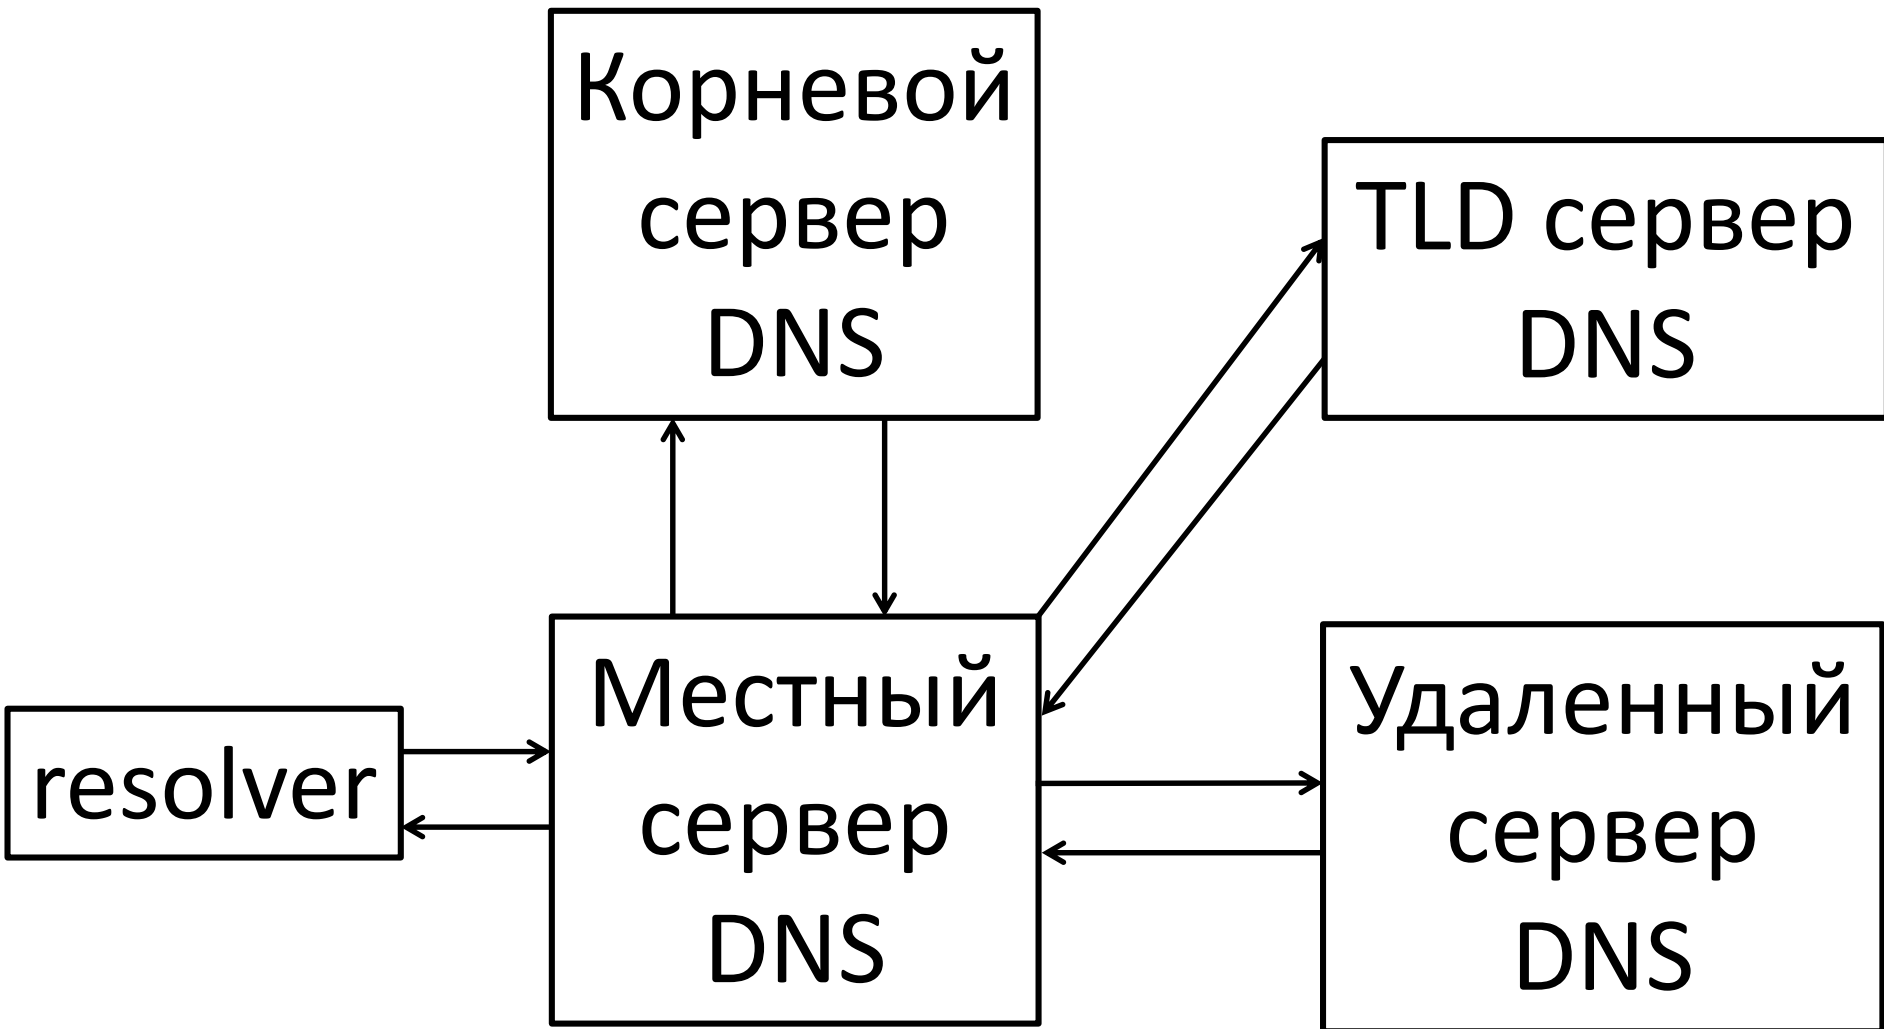 Корневой
сервер
DNS
TLD сервер
DNS
resolver
Местный
сервер
DNS
Удаленный
сервер
DNS